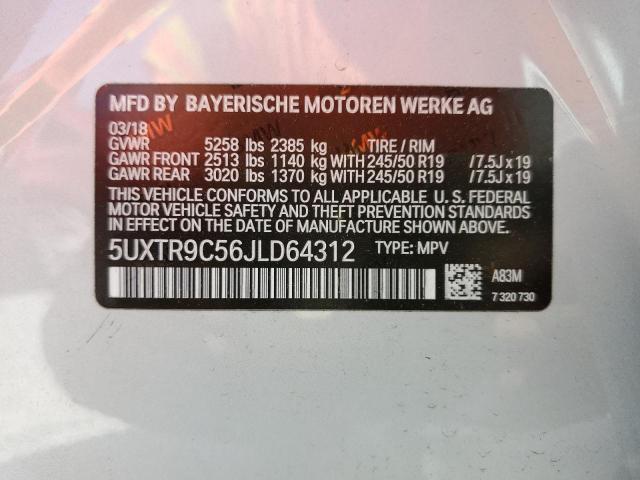 MFD BY BAYERISCHE MOTOREN WERKE AG
03/18
GVWR 5258 lbs 2385 kg TIRE / RIM
GAWR FRONT 2513 lbs 1140 kg WITH 245/50 R19 /7.5J x 19
GAWR REAR 3020 lbs 1370 kg WITH 245/50 R19 /7.5J x 19
THIS VEHICLE CONFORMS TO ALL APPLICABLE U. S. FEDERAL
MOTOR VEHICLE SAFETY AND THEFT PREVENTION STANDARDS
IN EFFECT ON THE DATE OF MANUFACTURE SHOWN ABOVE.
5UXTR9C56JLD64312 TYPE: MPV
A83M
7 320 730